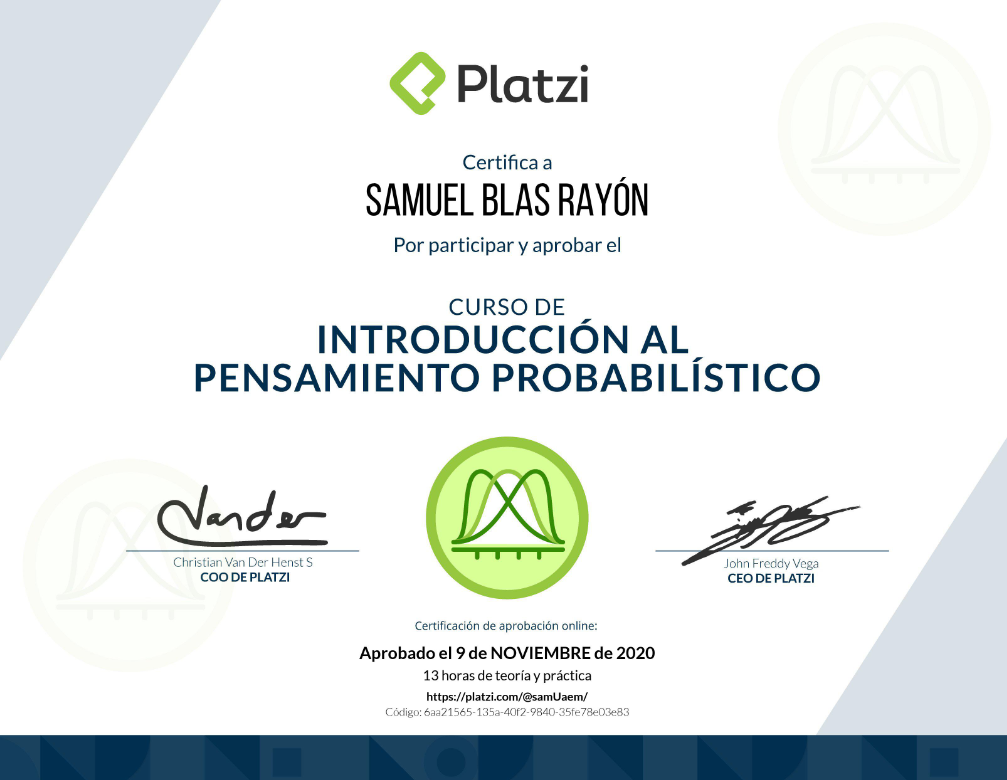 Platzi
Certifica a
SAMUEL BLAS RAYÓN
Por participar y aprobar el
CURSO DE
INTRODUCCIÓN AL
PENSAMIENTO PROBABILÍSTICO
Vander
Christian Van Der Henst S
COO DE PLATZI
John Freddy Vega
CEO DE PLATZI
Certificación de aprobación online:
Aprobado el 9 de NOVIEMBRE de 2020
13 horas de teoría y práctica
https://platzi.com/@samUaem/
Código: 6aa21565-135a-40f2-9840-35fe78e03e83